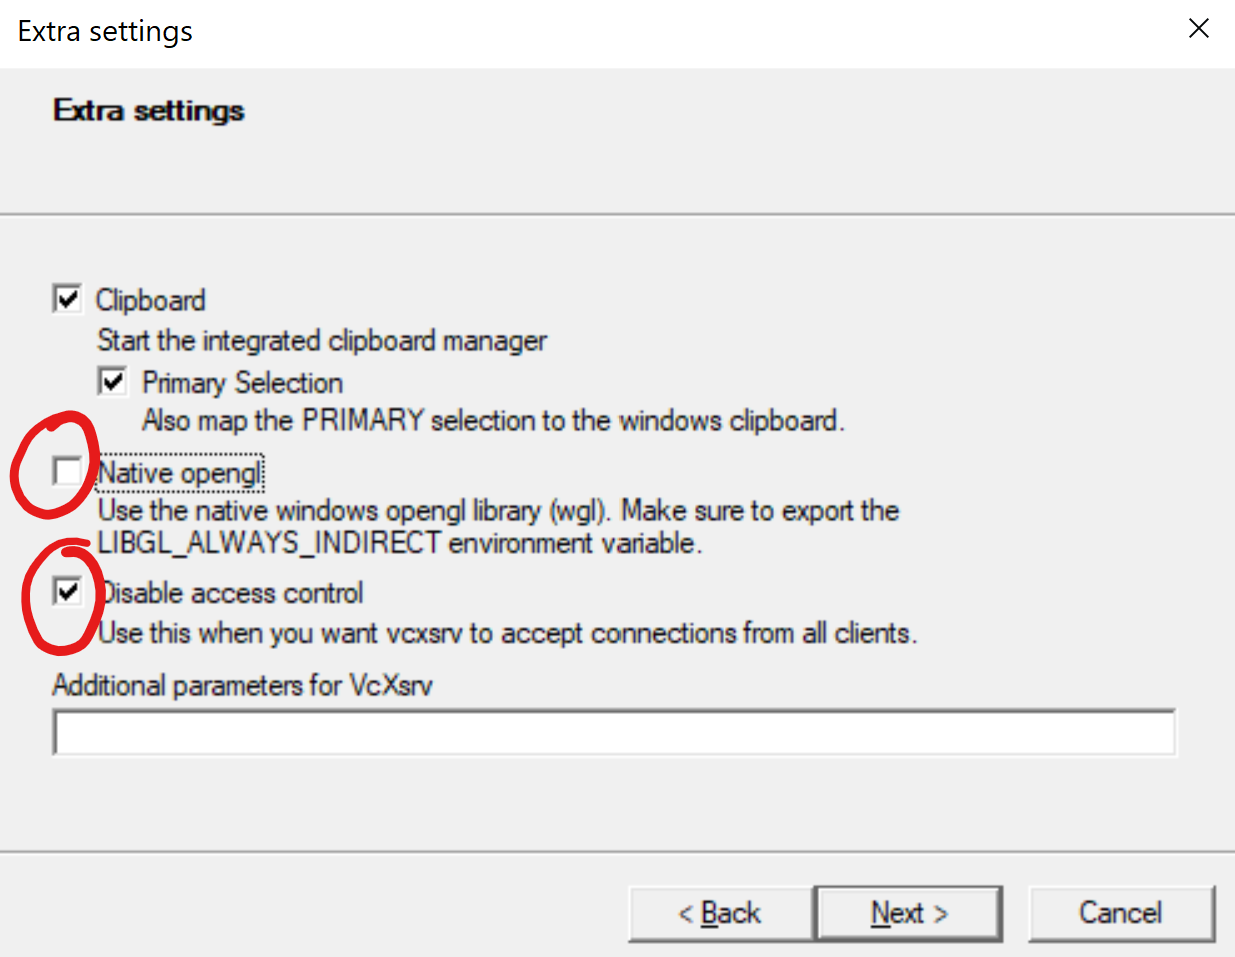 Extra settings
Extra settings
Clipboard
Start the integrated clipboard manager
Primary Selection
Also map the PRIMARY selection to the windows clipboard.
Native opengl
Use the native windows opengl library (wgl). Make sure to export the
LIBGL_ALWAYS_INDIRECT environment variable.
Disable access control
Use this when you want vcxsrv to accept connections from all clients.
Additional parameters for VcXsrv
< Back
Next >
Cancel